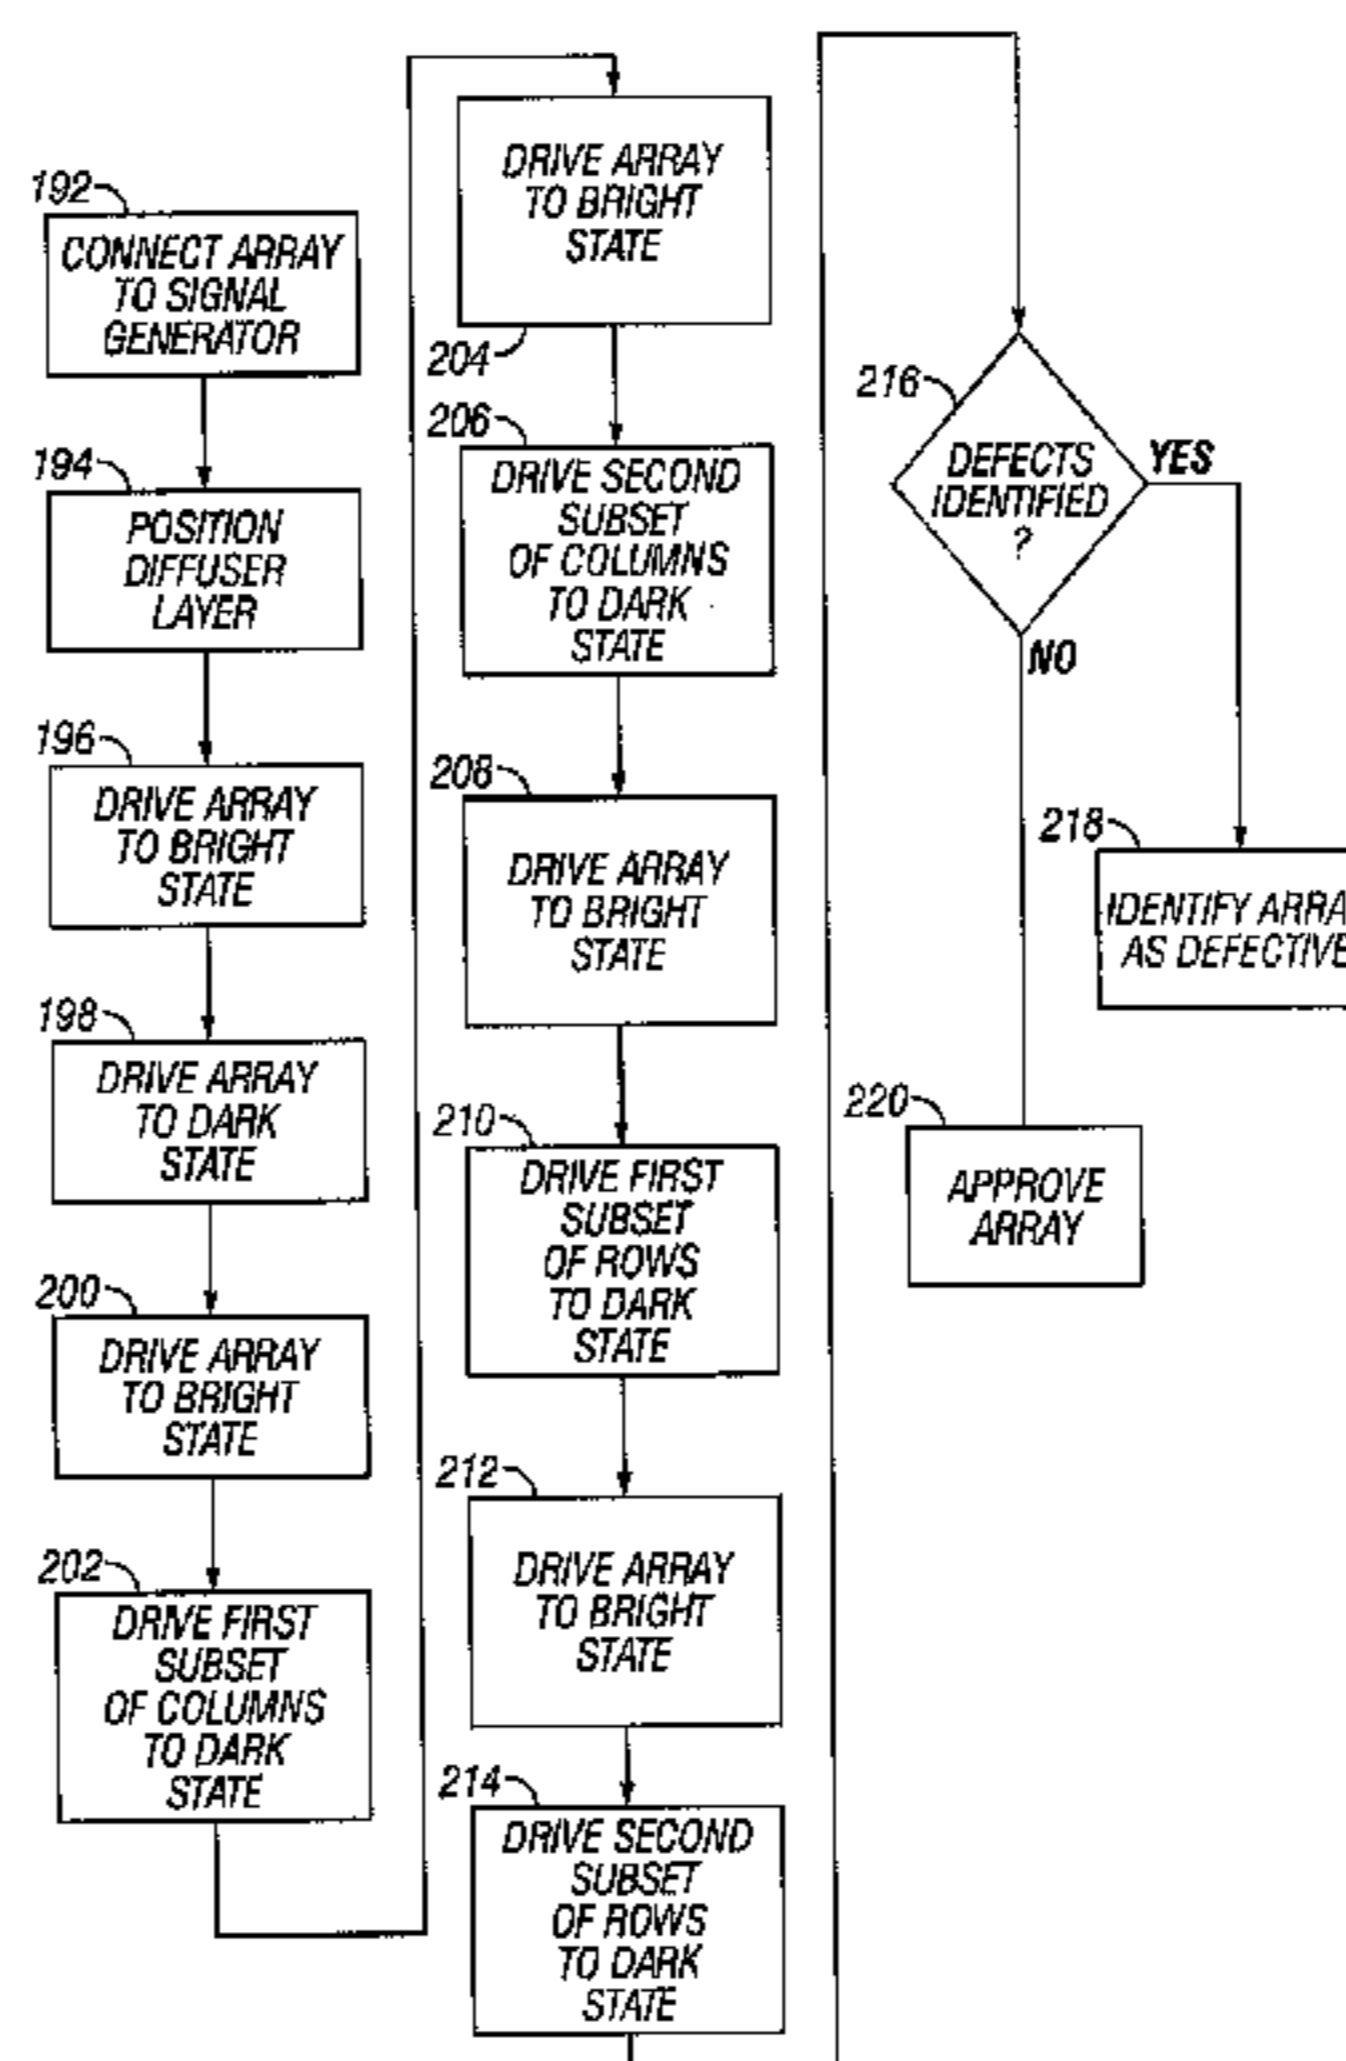 192
CONNECT ARRAY
TO SIGNAL
GENERATOR
194
POSITION
DIFFUSER
LAYER
196
DRIVE ARRAY
TO BRIGHT
STATE
198
DRIVE ARRAY
TO DARK
STATE
200
DRIVE ARRAY
TO BRIGHT
STATE
202
DRIVE FIRST
SUBSET
OF COLUMNS
TO DARK
STATE
DRIVE ARRAY
TO BRIGHT
STATE
204
206
DRIVE SECOND
SUBSET
OF COLUMNS
TO DARK
STATE
208
DRIVE ARRAY
TO BRIGHT
STATE
210
DRIVE FIRST
SUBSET
OF ROWS
TO DARK
STATE
212
DRIVE ARRAY
TO BRIGHT
STATE
214
DRIVE SECOND
SUBSET
OF ROWS
TO DARK
STATE
216
DEFECTS
IDENTIFIED
?
YES
NO
218
IDENTIFY ARRA
AS DEFECTIVE
220
APPROVE
ARRAY